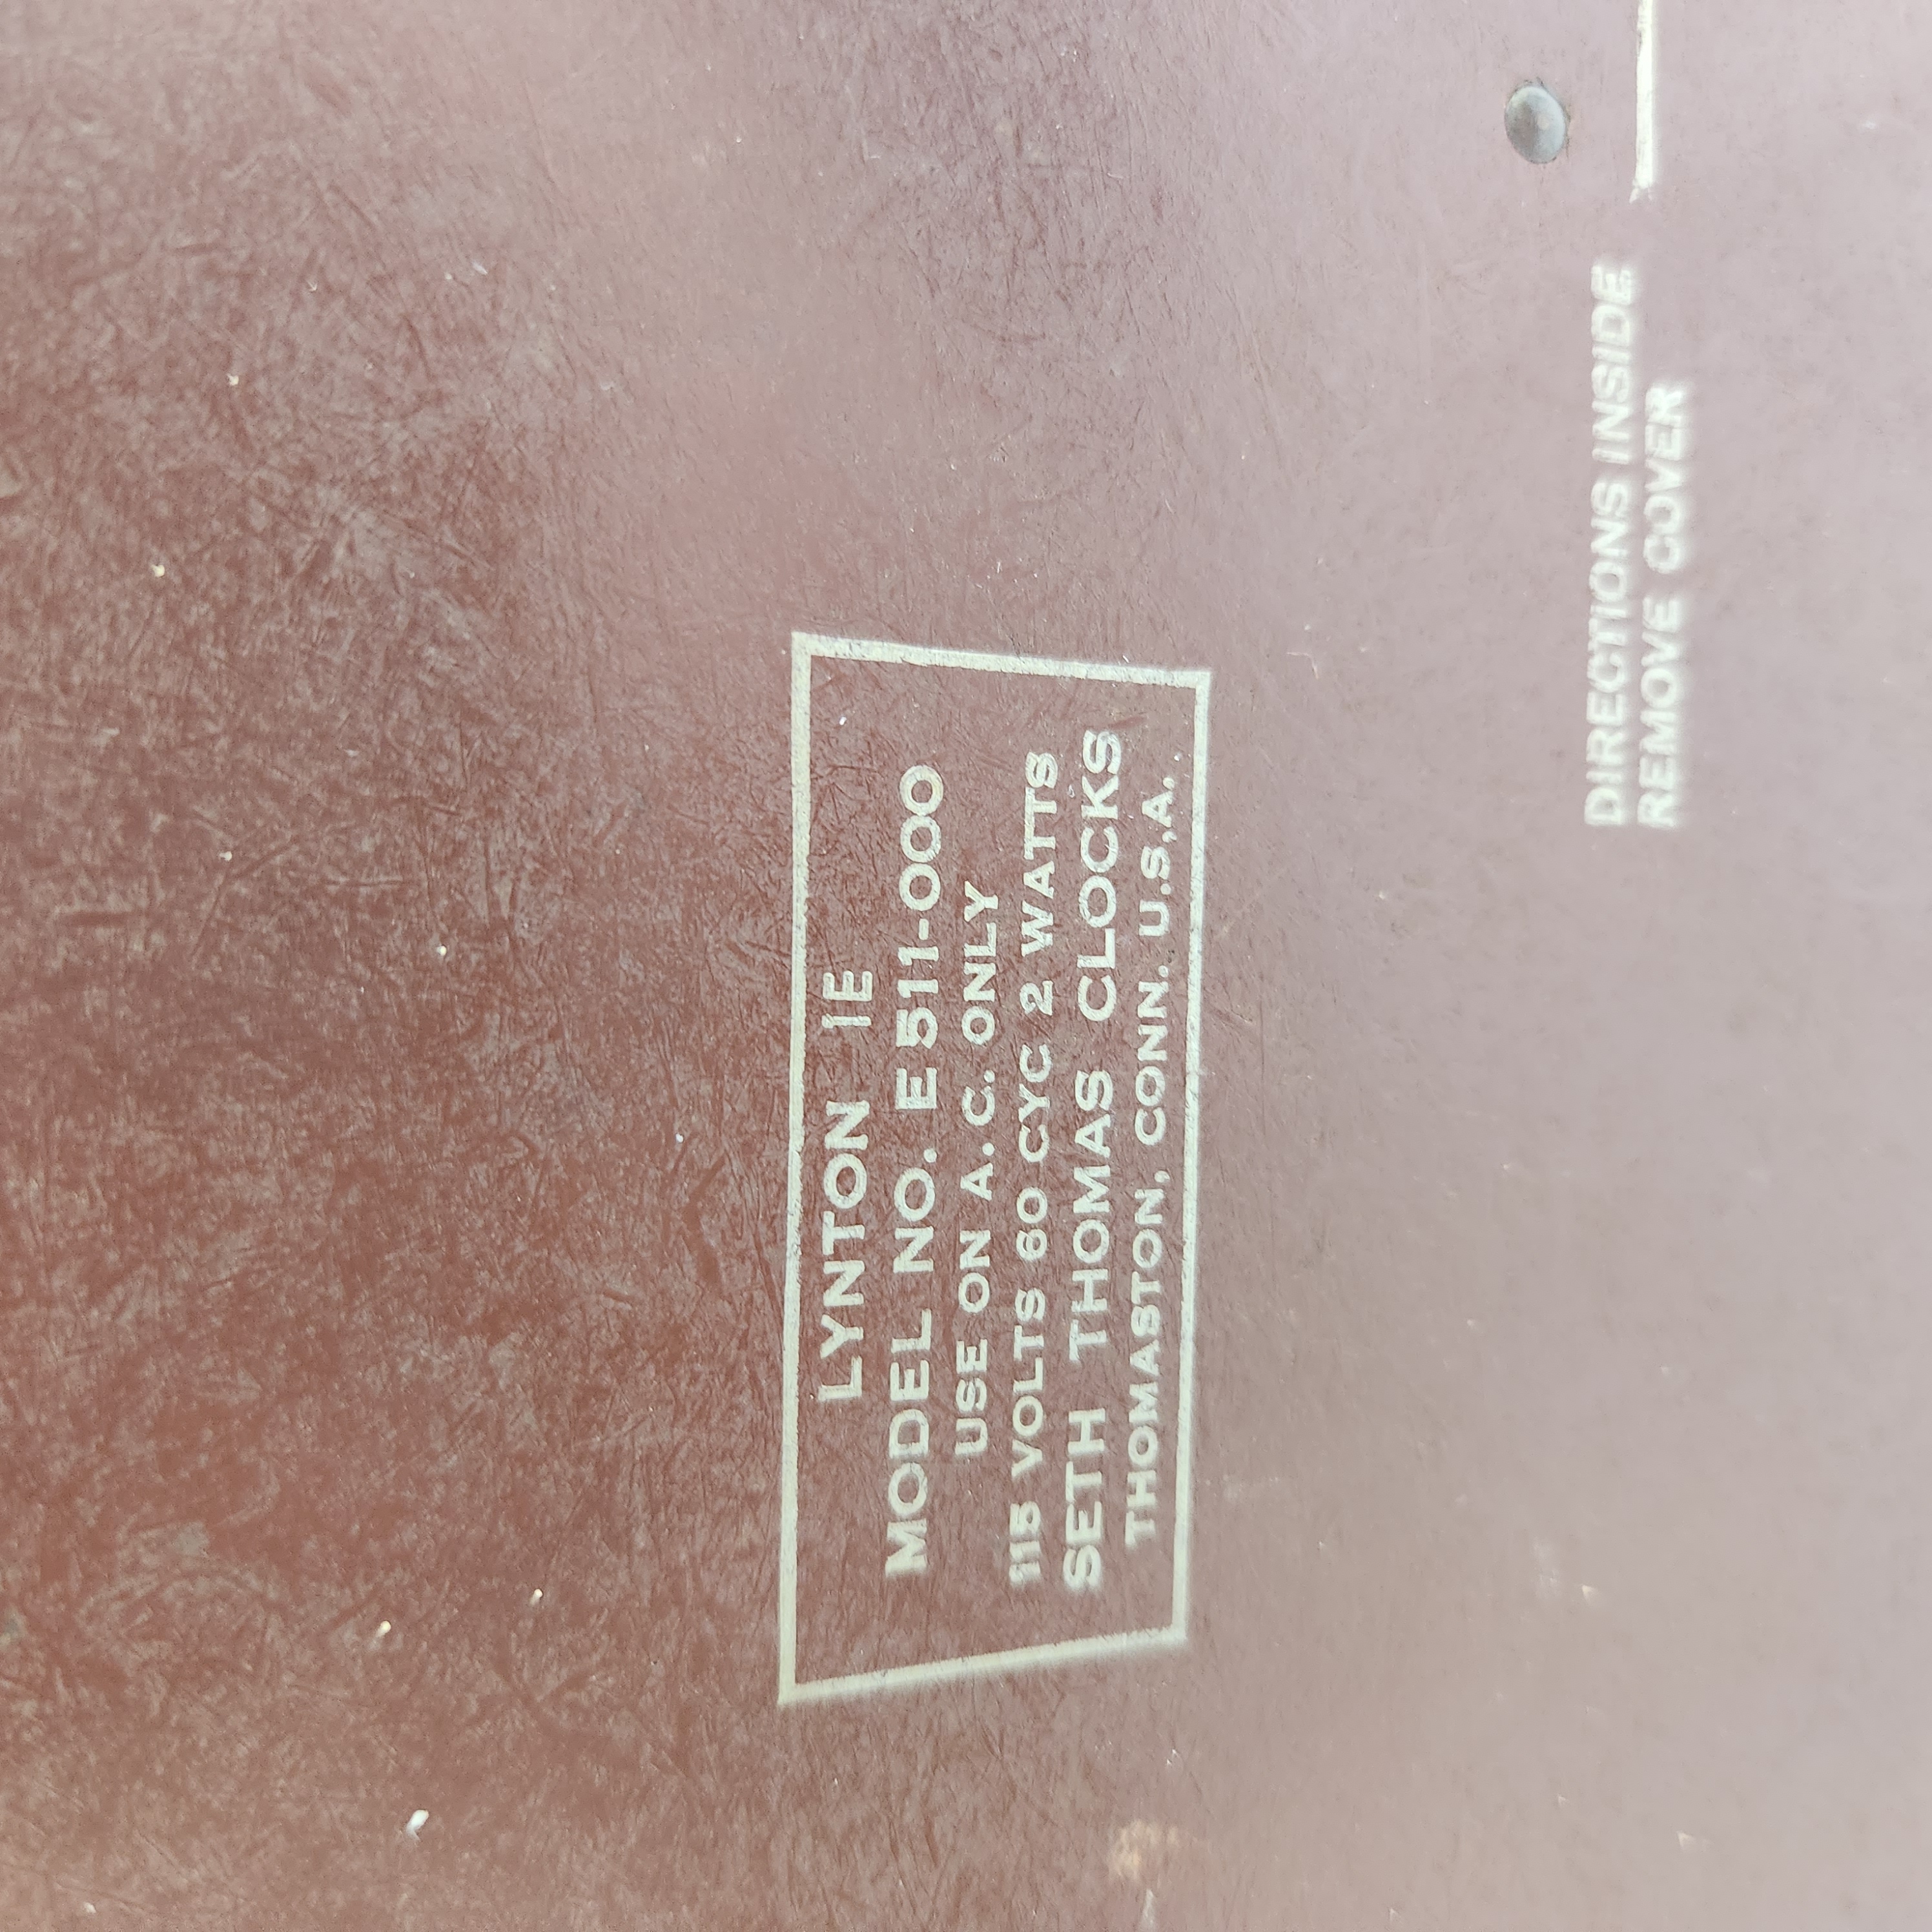 LYNTON 1E
MODEL NO. E511-000
USE ON A.C. ONLY
115 VOLTS 60 CYC 2 WATTS
SETH THOMAS CLOCKS
THOMASTON, CONN. U.S.A.
DIRECTIONS INSIDE
REMOVE COVER